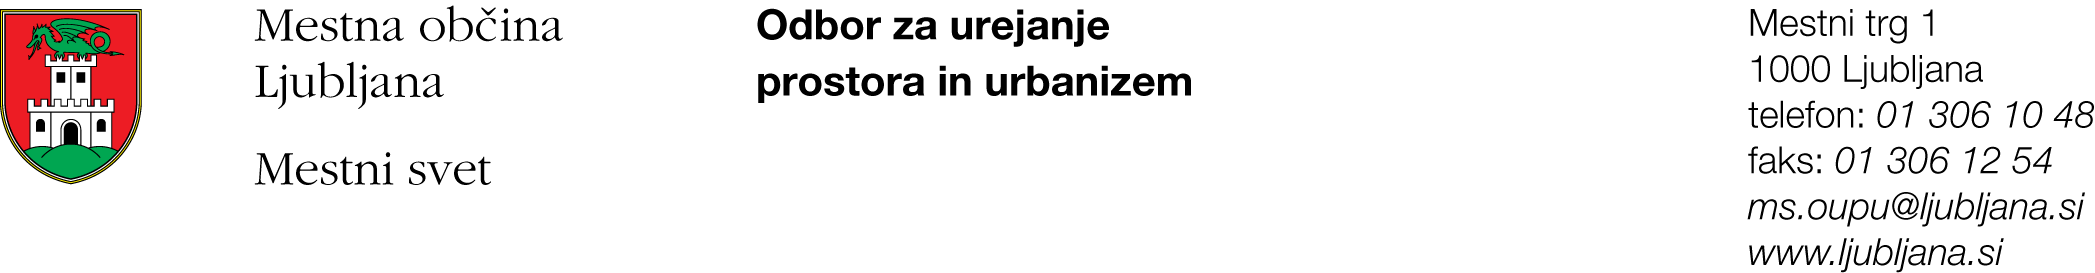 Mestna občina
Ljubljana
Mestni svet
Odbor za urejanje
prostora in urbanizem
Mestni trg 1
1000 Ljubljana
telefon: 01 306 10 48
faks: 01 306 12 54
ms.oupu@ljubljana.si
www.ljubljana.si